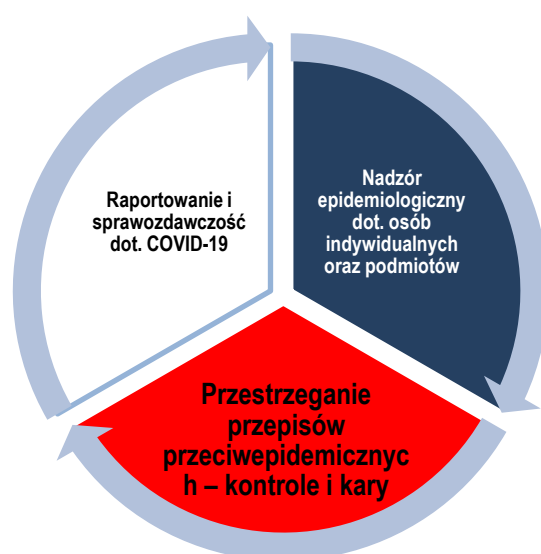 Raportowanie i
sprawozdawczość
dot. COVID-19
Nadzór
epidemiologiczny
dot. osób
indywidualnych
oraz podmiotów
Przestrzeganie
przepisów
przeciwepidemicznyc
h – kontrole i kary